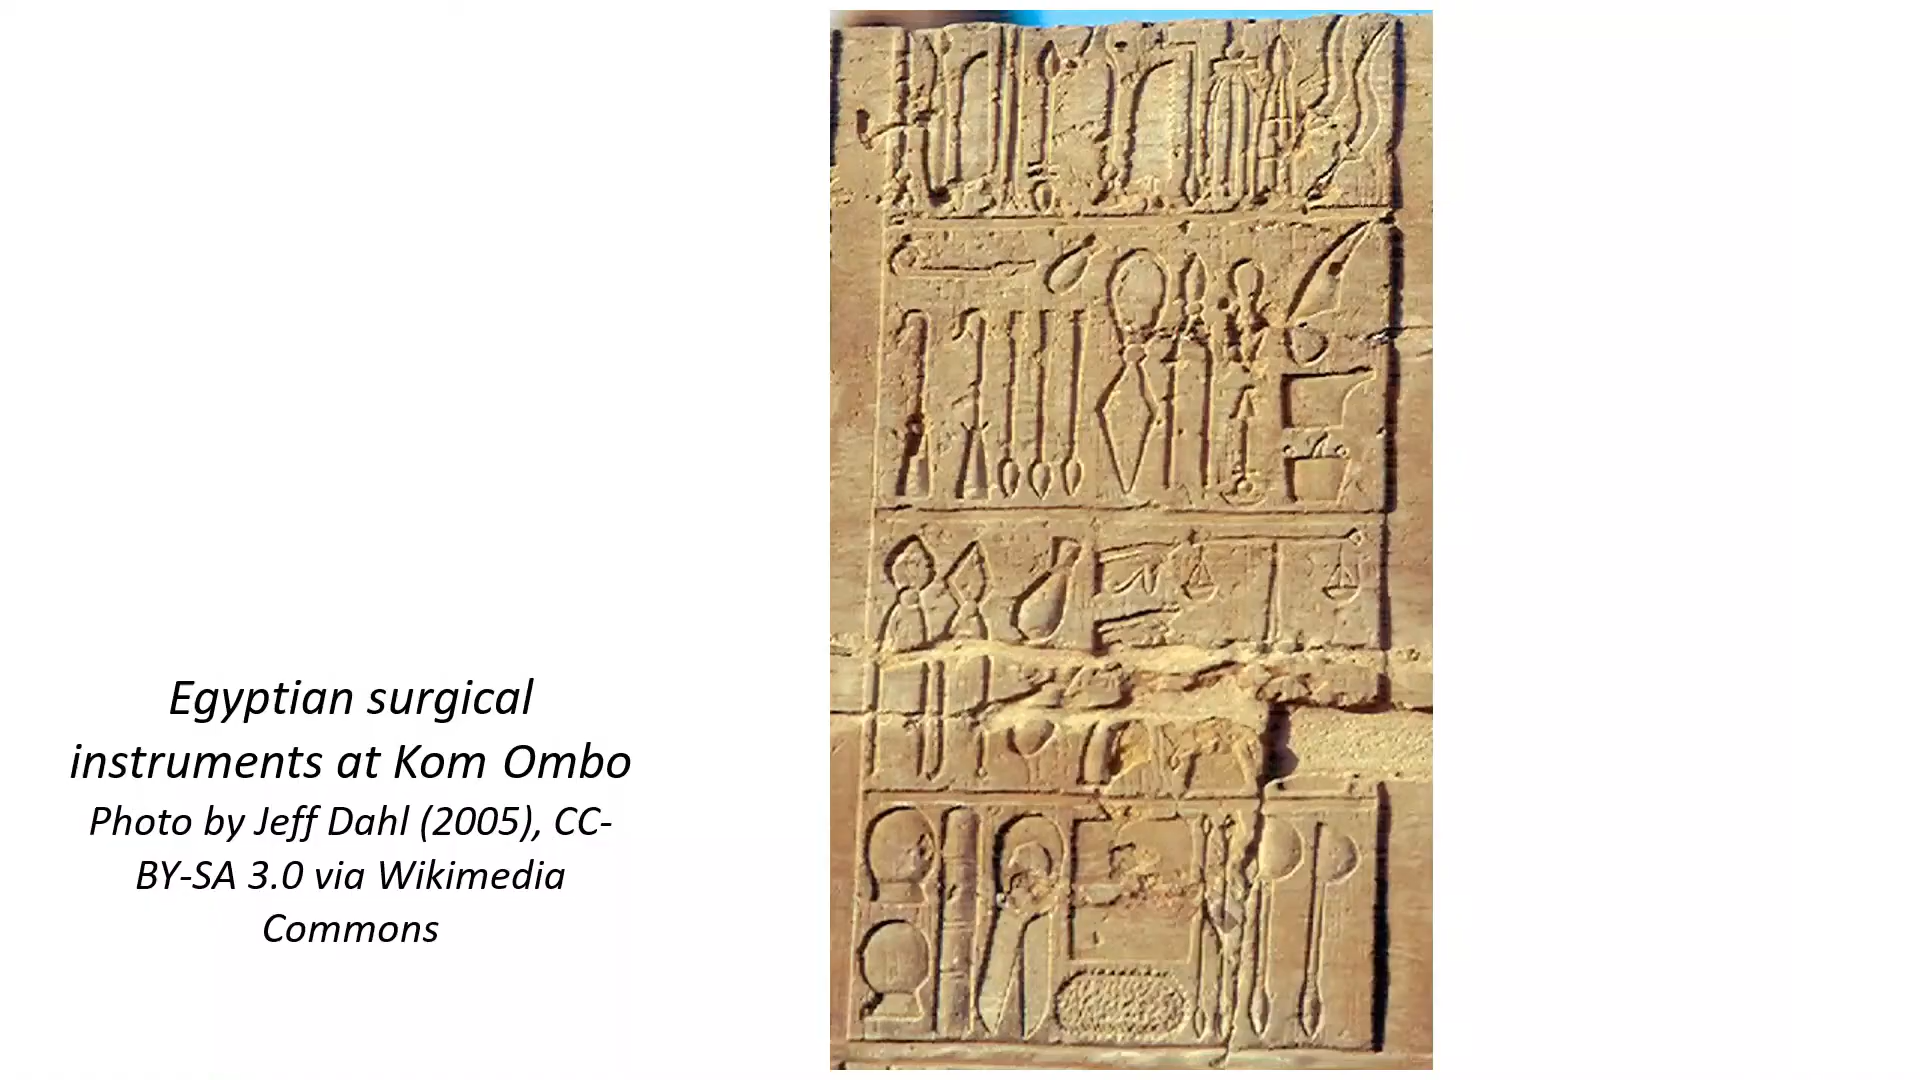 Egyptian surgical
instruments at Kom Ombo
Photo by Jeff Dahl (2005), CC-
BY-SA 3.0 via Wikimedia
Commons